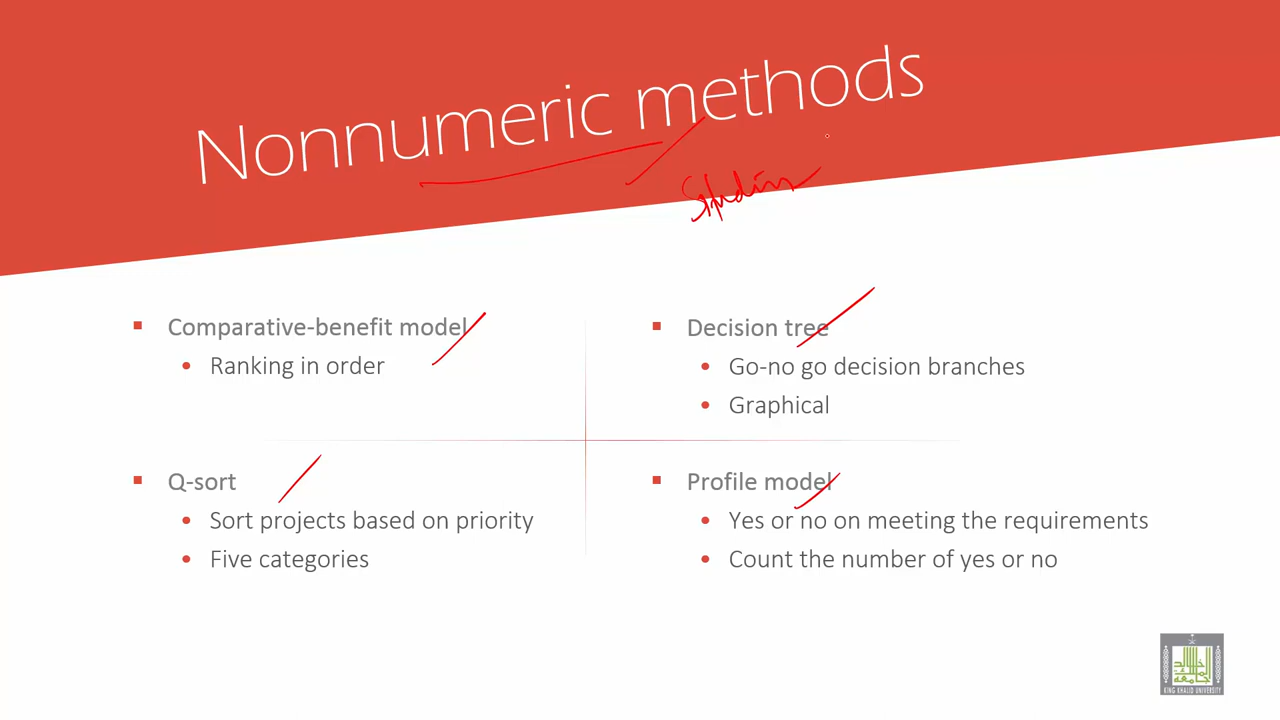 Nonnumeric methods
Comparative-benefit model
Ranking in order
Decision tree
Go-no go decision branches
Graphical
Q-sort
Sort projects based on priority
Five categories
Profile model
Yes or no on meeting the requirements
Count the number of yes or no
KING KHALID UNIVERSITY